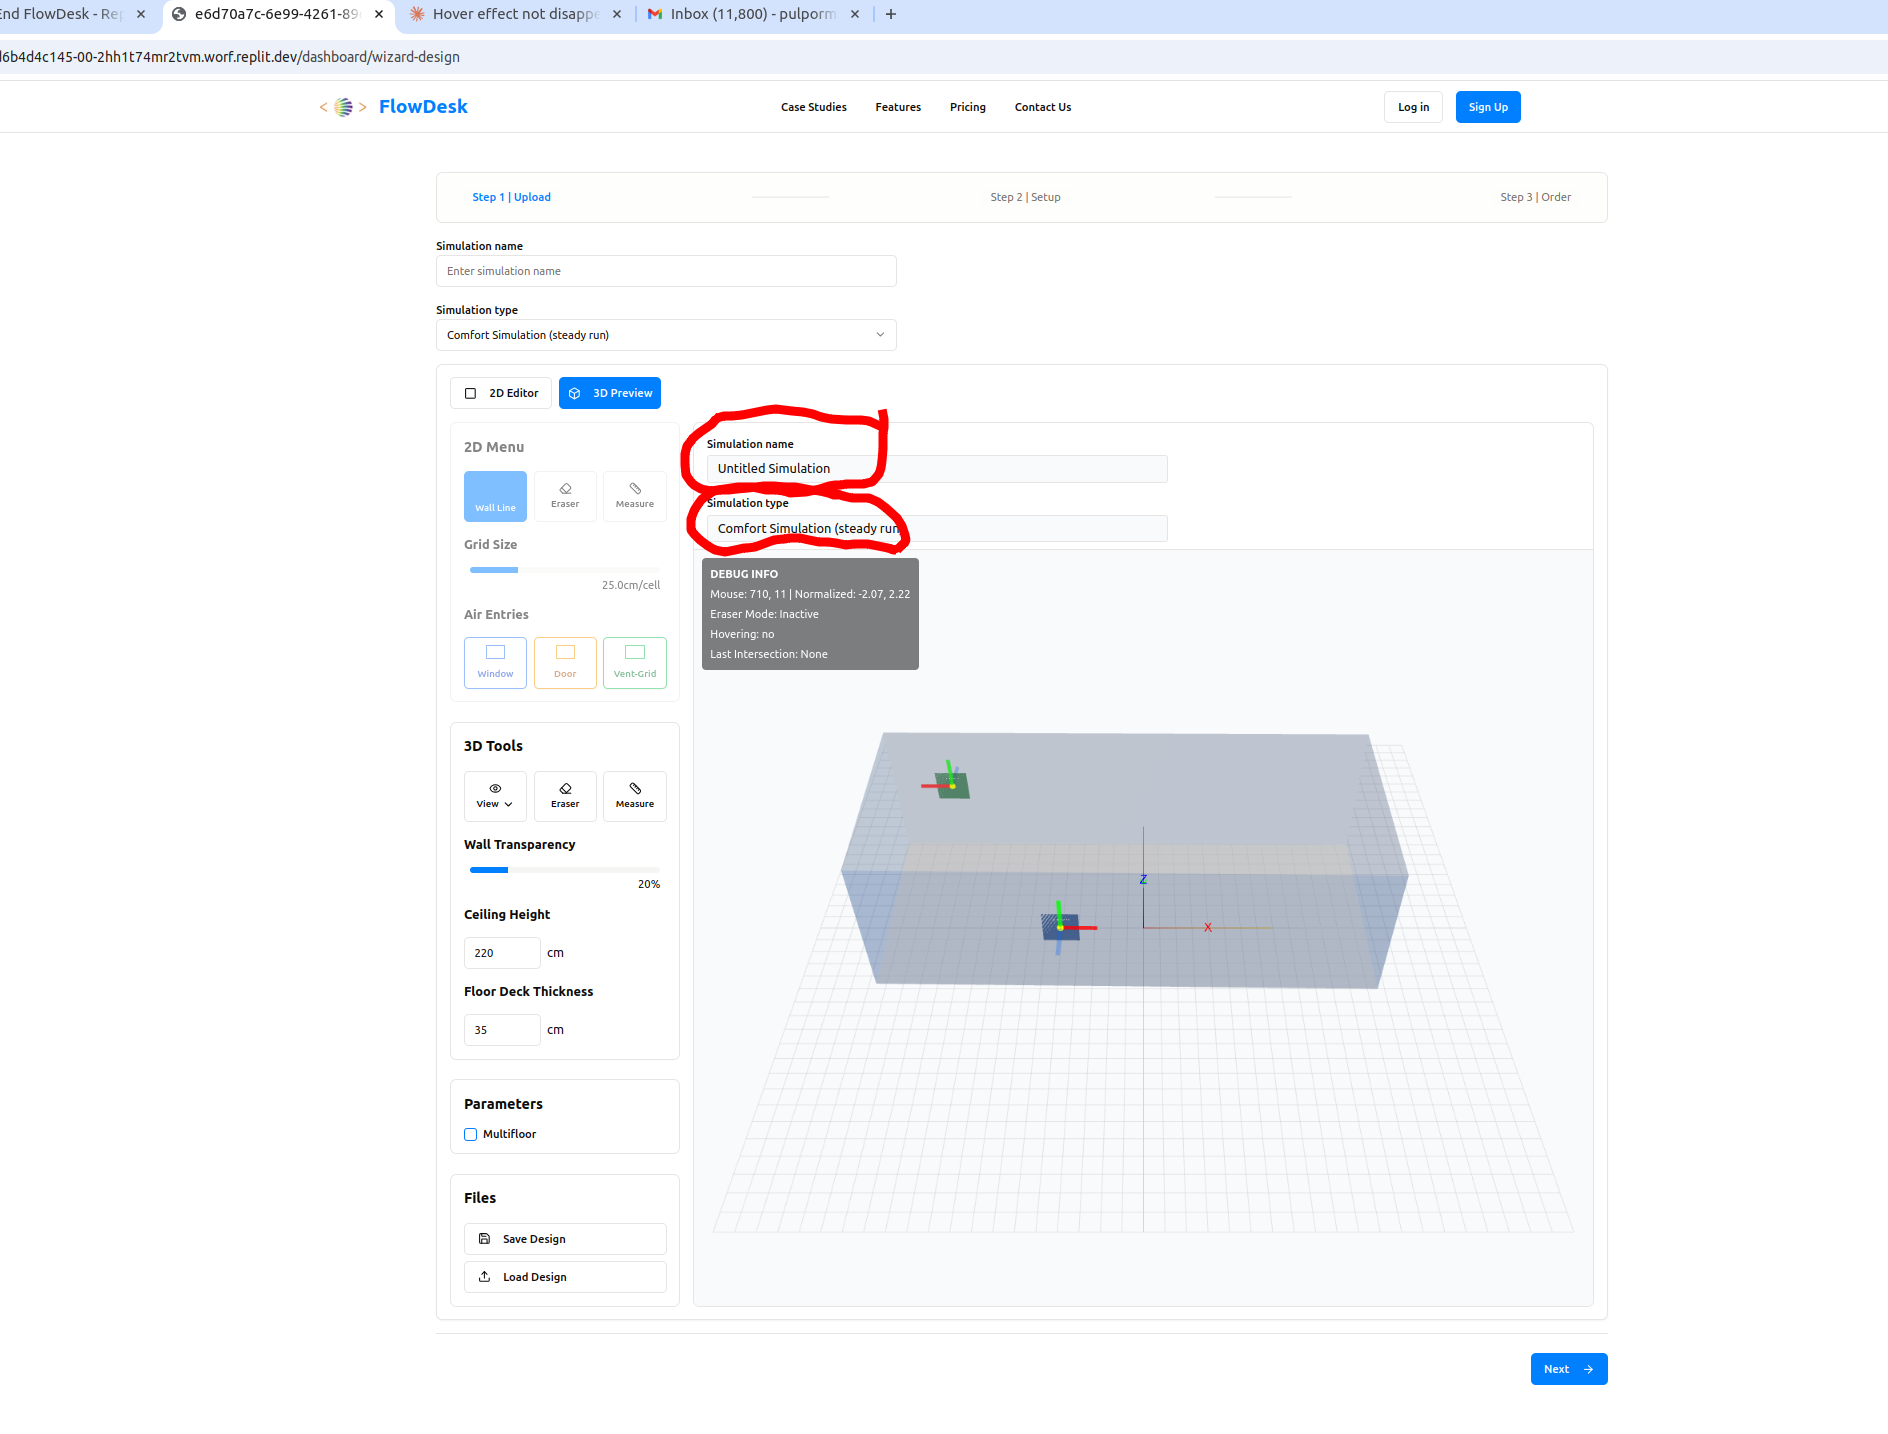 End FlowDesk - Rep
e6d70a7c-6e99-4261-89
Hover effect not disappe
Inbox (11,800) - pulporm
d6b4d4c145-00-2hh1t74mr2tvm.worf.replit.dev/dashboard/wizard-design
< > FlowDesk
Case Studies
Features
Pricing
Contact Us
Log in
Sign Up
Step 1 | Upload
Step 2 | Setup
Step 3 | Order
Simulation name
Enter simulation name
Simulation type
Comfort Simulation (steady run)
2D Editor
3D Preview
2D Menu
Wall Line
Eraser
Measure
Grid Size
25.0cm/cell
Air Entries
Window
Door
Vent-Grid
3D Tools
View
Eraser
Measure
Wall Transparency
20%
Ceiling Height
220 cm
Floor Deck Thickness
35 cm
Parameters
Multifloor
Files
Save Design
Load Design
Simulation name
Untitled Simulation
Simulation type
Comfort Simulation (steady run
DEBUG INFO
Mouse: 710, 11 | Normalized: -2.07, 2.22
Eraser Mode: Inactive
Hovering: no
Last Intersection: None
Z
X
Next